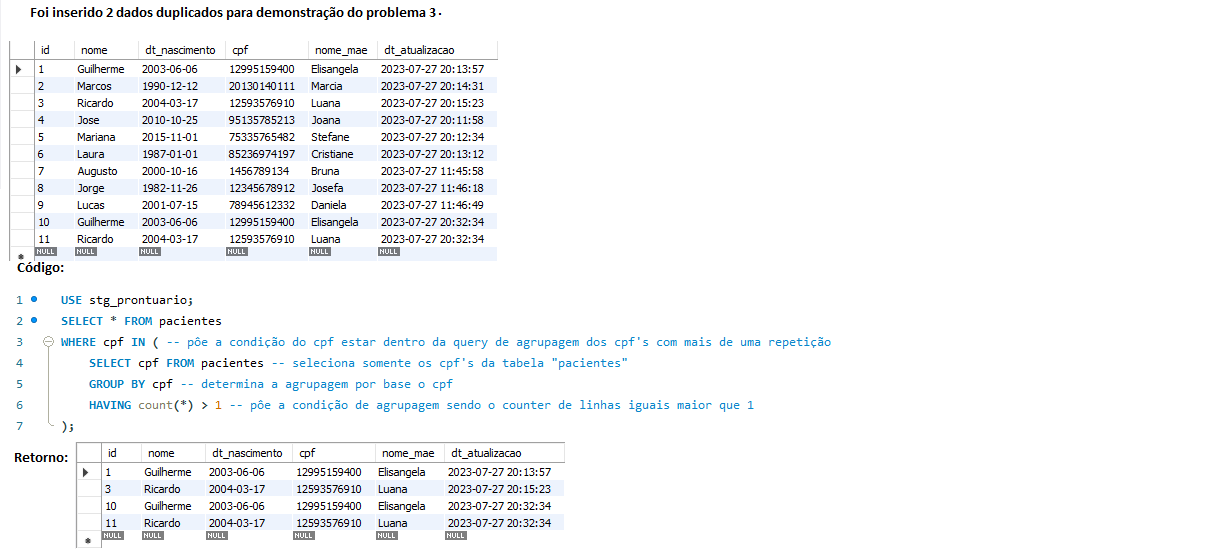 Foi inserido 2 dados duplicados para demonstração do problema 3.
id nome dt_nascimento cpf nome_mae dt_atualizacao
1 Guilherme 2003-06-06 12995159400 Elisangela 2023-07-27 20:13:57
2 Marcos 1990-12-12 20130140111 Marcia 2023-07-27 20:14:31
3 Ricardo 2004-03-17 12593576910 Luana 2023-07-27 20:15:23
4 Jose 2010-10-25 95135785213 Joana 2023-07-27 20:11:58
5 Mariana 2015-11-01 75335765482 Stefane 2023-07-27 20:12:34
6 Laura 1987-01-01 85236974197 Cristiane 2023-07-27 20:13:12
7 Augusto 2000-10-16 1456789134 Bruna 2023-07-27 11:45:58
8 Jorge 1982-11-26 12345678912 Josefa 2023-07-27 11:46:18
9 Lucas 2001-07-15 78945612332 Daniela 2023-07-27 11:46:49
10 Guilherme 2003-06-06 12995159400 Elisangela 2023-07-27 20:32:34
11 Ricardo 2004-03-17 12593576910 Luana 2023-07-27 20:32:34
NULL NULL NULL NULL NULL NULL
Código:
1 USE stg_prontuario;
2 SELECT * FROM pacientes
3 WHERE cpf IN ( -- põe a condição do cpf estar dentro da query de agrupagem dos cpf's com mais de uma repetição
4 SELECT cpf FROM pacientes -- seleciona somente os cpf's da tabela "pacientes"
5 GROUP BY cpf -- determina a agrupagem por base o cpf
6 HAVING count(*) > 1 -- põe a condição de agrupagem sendo o counter de linhas iguais maior que 1
7 );
Retorno:
id nome dt_nascimento cpf nome_mae dt_atualizacao
1 Guilherme 2003-06-06 12995159400 Elisangela 2023-07-27 20:13:57
3 Ricardo 2004-03-17 12593576910 Luana 2023-07-27 20:15:23
10 Guilherme 2003-06-06 12995159400 Elisangela 2023-07-27 20:32:34
11 Ricardo 2004-03-17 12593576910 Luana 2023-07-27 20:32:34
NULL NULL NULL NULL NULL NULL